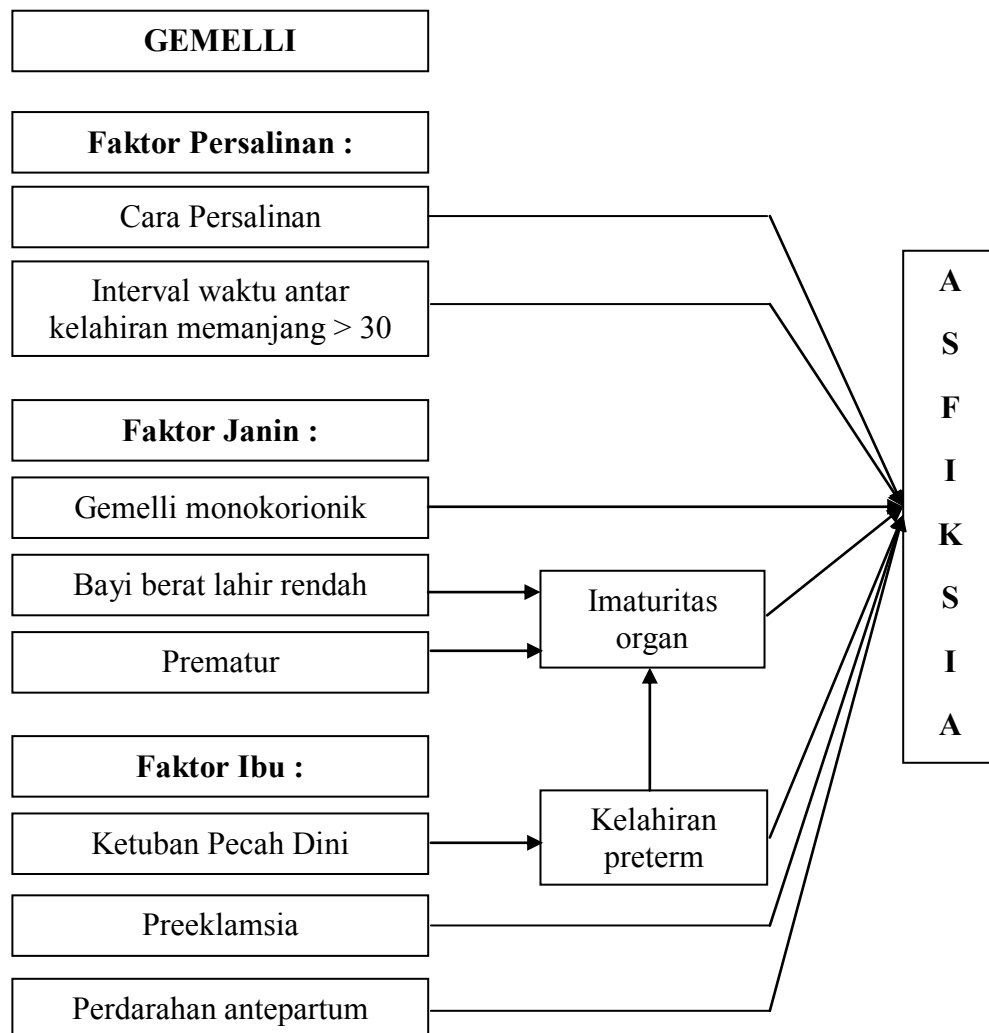 GEMELLI
Faktor Persalinan :
Cara Persalinan
Interval waktu antar
kelahiran memanjang > 30
Faktor Janin :
Gemelli monokorionik
Bayi berat lahir rendah
Prematur
Imaturitas
organ
Faktor Ibu :
Ketuban Pecah Dini
Kelahiran
preterm
Preeklamsia
Perdarahan antepartum
A
S
F
I
K
S
I
A